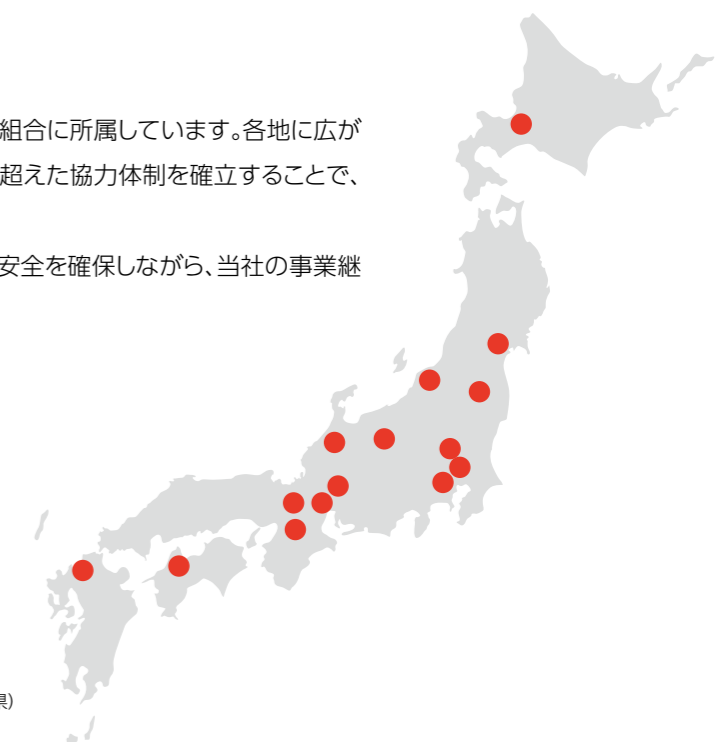 組合に所属しています。各地に広が
超えた協力体制を確立することで、
安全を確保しながら、当社の事業継
県)